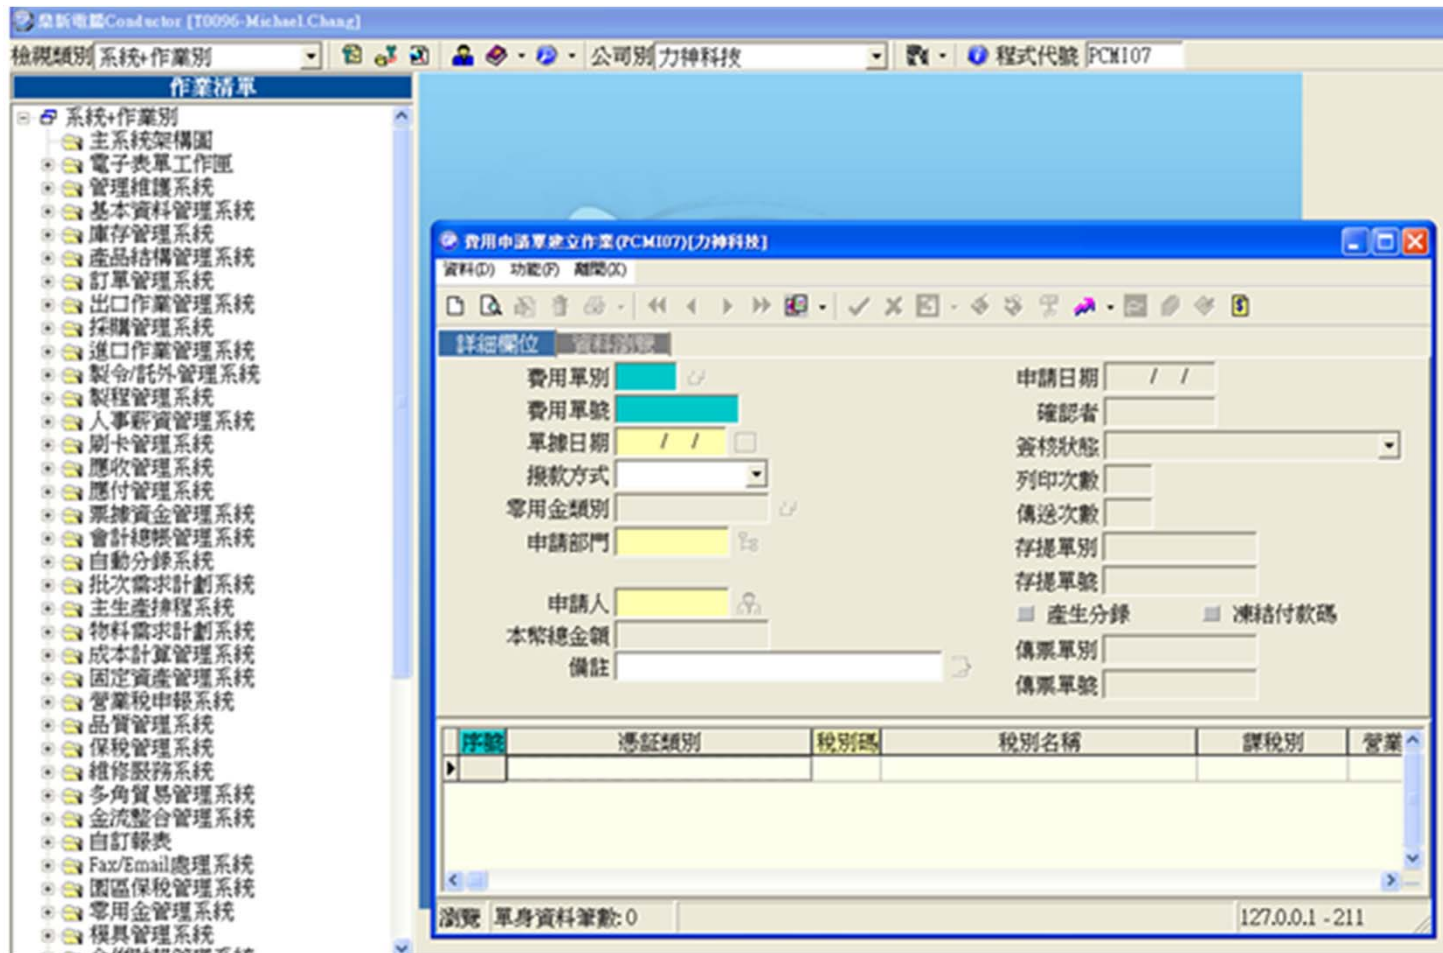 鼎新電腦Conductor [T0096-Michael.Chang]
檢視類別 系統+作業別 公司別 力神科技 程式代號 PCMI07
作業清單
系統+作業別
主系統架構圖
電子表單工作匣
管理維護系統
基本資料管理系統
庫存管理系統
產品結構管理系統
訂單管理系統
出口作業管理系統
採購管理系統
進口作業管理系統
製令/託外管理系統
製程管理系統
人事薪資管理系統
刷卡管理系統
應收管理系統
應付管理系統
票據資金管理系統
會計總帳管理系統
自動分錄系統
批次需求計劃系統
主生產排程系統
物料需求計劃系統
成本計算管理系統
固定資產管理系統
營業稅申報系統
品質管理系統
保稅管理系統
維修服務系統
多角貿易管理系統
金流整合管理系統
自訂報表
Fax/Email處理系統
園區保稅管理系統
零用金管理系統
模具管理系統
費用申請單建立作業(PCMI07)[力神科技]
資料(D) 功能(F) 離開(X)
詳細欄位 資料瀏覽
費用單別
費用單號
單據日期 / /
撥款方式
零用金類別
申請部門
申請人
本幣總金額
備註
申請日期 / /
確認者
簽核狀態
列印次數
傳送次數
存提單別
存提單號
產生分錄 凍結付款碼
傳票單別
傳票單號
序號 憑証類別 稅別碼 稅別名稱 課稅別 營業
瀏覽 單身資料筆數: 0 127.0.0.1 - 211